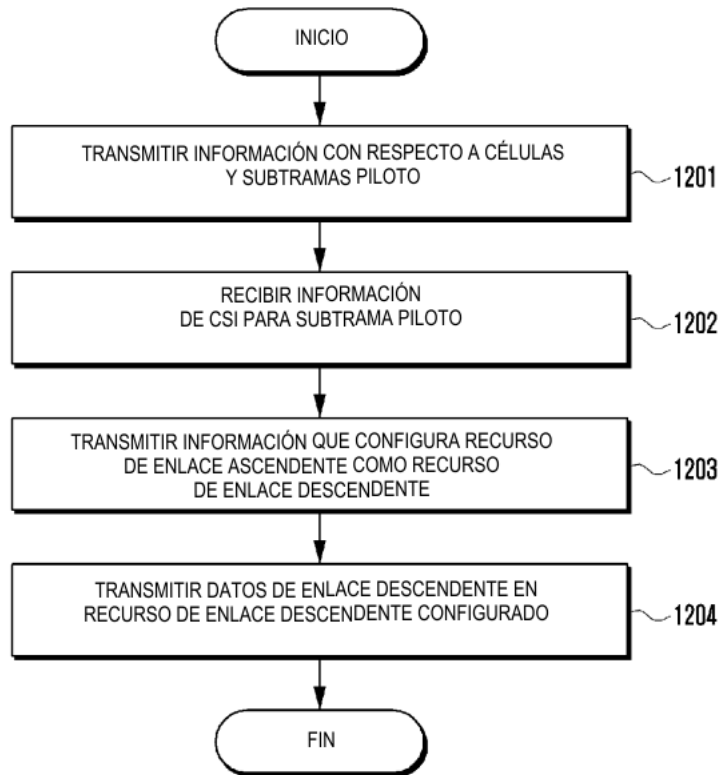 INICIO
TRANSMITIR INFORMACIÓN CON RESPECTO A CÉLULAS
Y SUBTRAMAS PILOTO
1201
RECIBIR INFORMACIÓN
DE CSI PARA SUBTRAMA PILOTO
1202
TRANSMITIR INFORMACIÓN QUE CONFIGURA RECURSO
DE ENLACE ASCENDENTE COMO RECURSO
DE ENLACE DESCENDENTE
1203
TRANSMITIR DATOS DE ENLACE DESCENDENTE EN
RECURSO DE ENLACE DESCENDENTE CONFIGURADO
1204
FIN